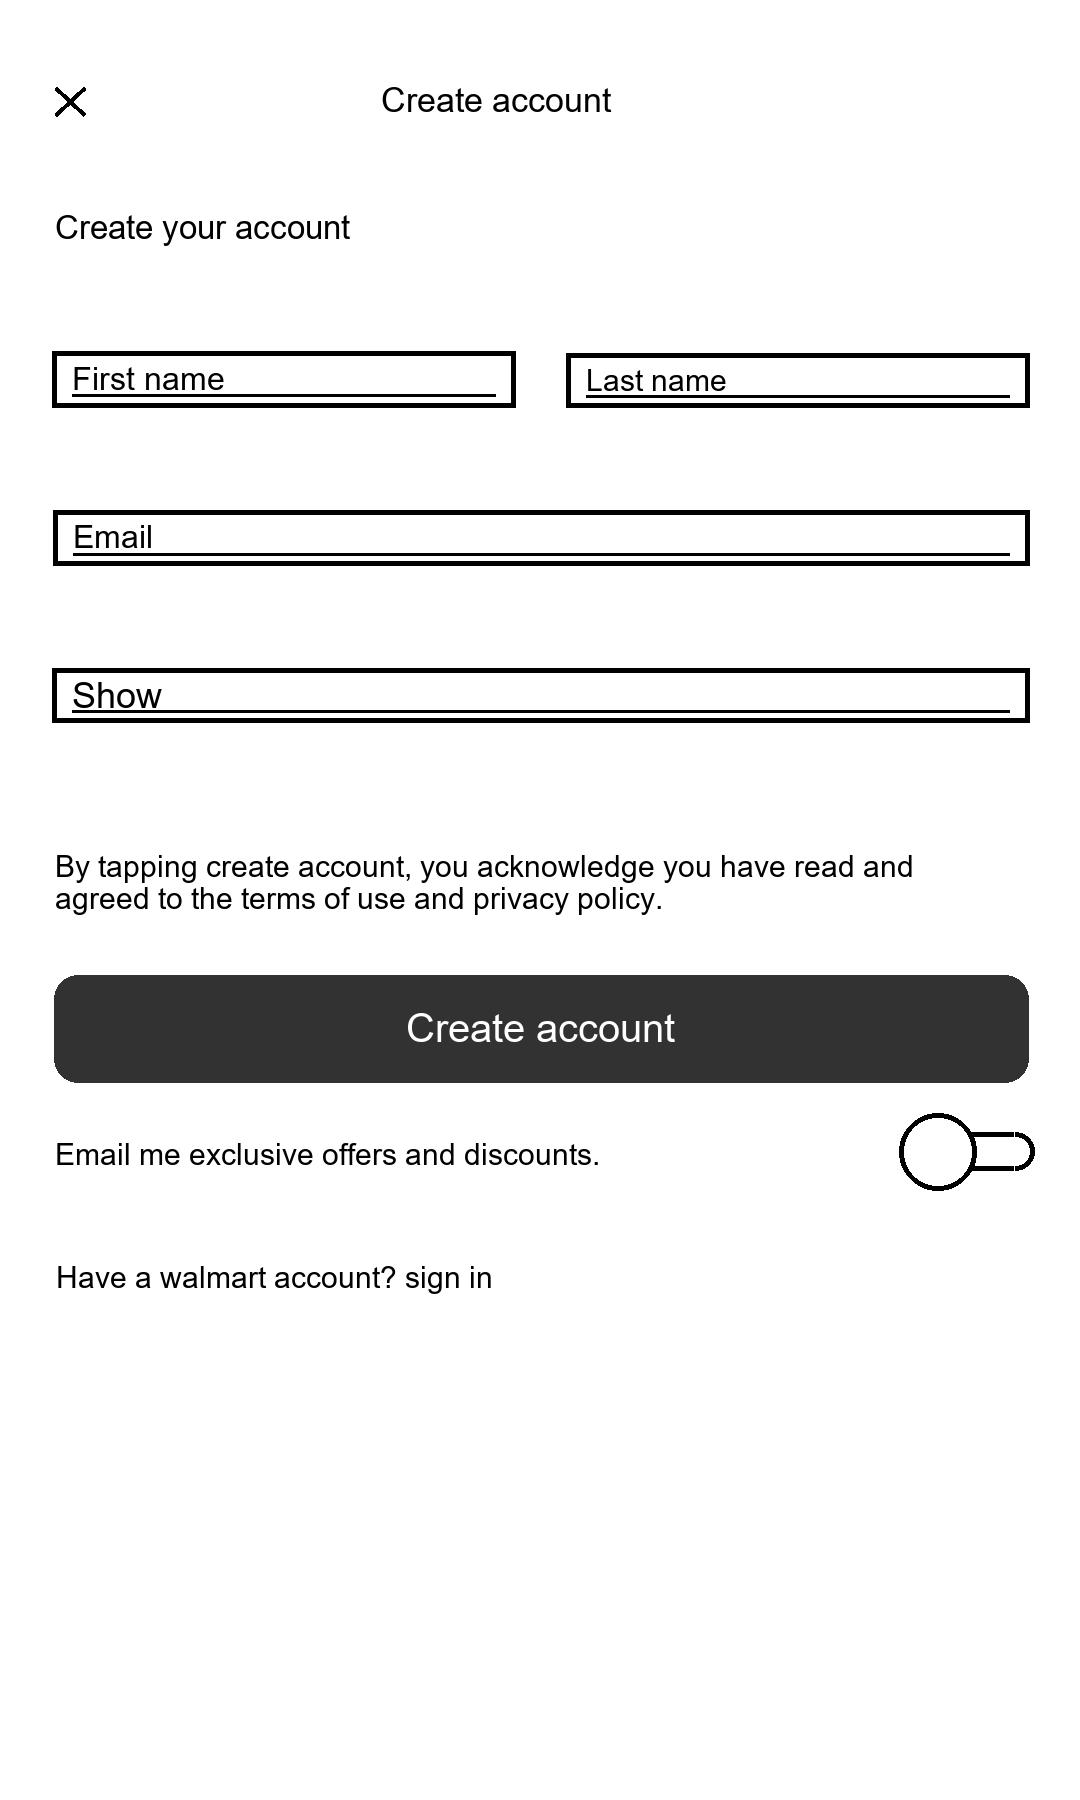 Create account
Create your account
First name
Last name
Email
Show
By tapping create account, you acknowledge you have read and
agreed to the terms of use and privacy policy.
Create account
Email me exclusive offers and discounts.
Have a walmart account? sign in